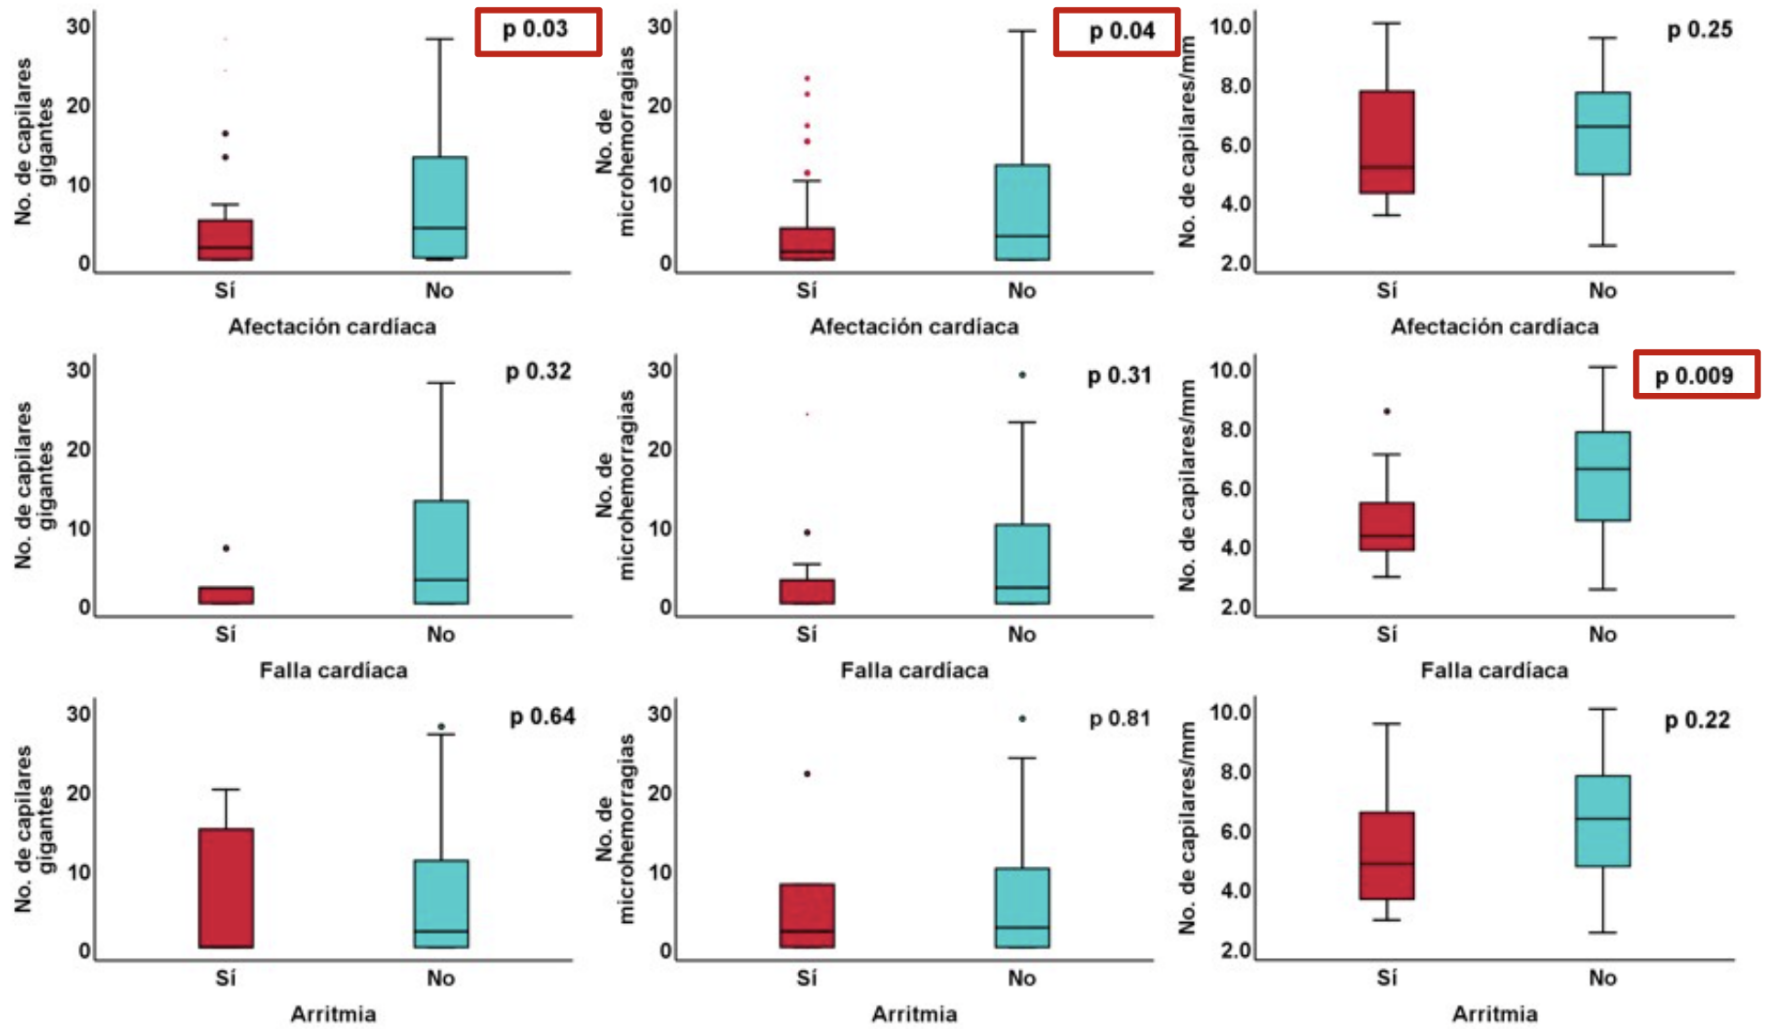 30
20
10
0
No. de capilares
gigantes
p 0.03
Sí
No
Afectación cardíaca
30
20
10
0
No. de
microhemorragias
p 0.04
Sí
No
Afectación cardíaca
10.0
8.0
6.0
4.0
2.0
No. de capilares/mm
p 0.25
Sí
No
Afectación cardíaca
30
20
10
0
No. de capilares
gigantes
p 0.32
Sí
No
Falla cardíaca
30
20
10
0
No. de
microhemorragias
p 0.31
Sí
No
Falla cardíaca
10.0
8.0
6.0
4.0
2.0
No. de capilares/mm
p 0.009
Sí
No
Falla cardíaca
30
20
10
0
No. de capilares
gigantes
p 0.64
Sí
No
Arritmia
30
20
10
0
No. de
microhemorragias
p 0.81
Sí
No
Arritmia
10.0
8.0
6.0
4.0
2.0
No. de capilares/mm
p 0.22
Sí
No
Arritmia